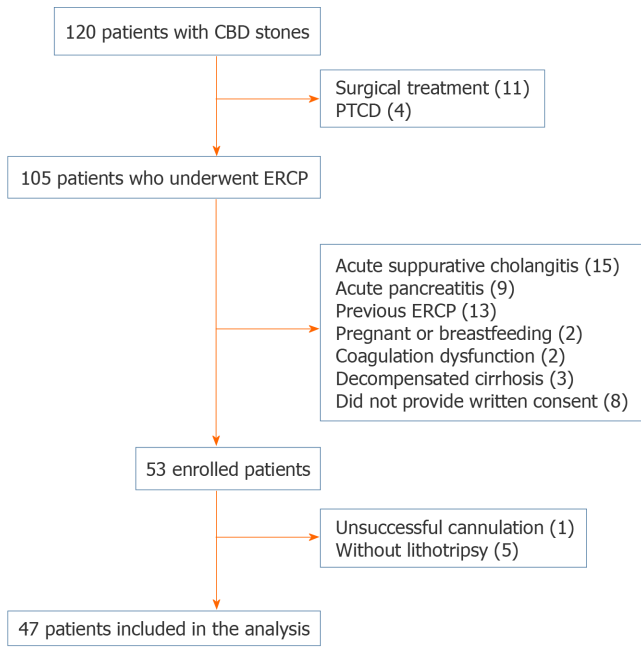 120 patients with CBD stones
Surgical treatment (11)
PTCD (4)
105 patients who underwent ERCP
Acute suppurative cholangitis (15)
Acute pancreatitis (9)
Previous ERCP (13)
Pregnant or breastfeeding (2)
Coagulation dysfunction (2)
Decompensated cirrhosis (3)
Did not provide written consent (8)
53 enrolled patients
Unsuccessful cannulation (1)
Without lithotripsy (5)
47 patients included in the analysis